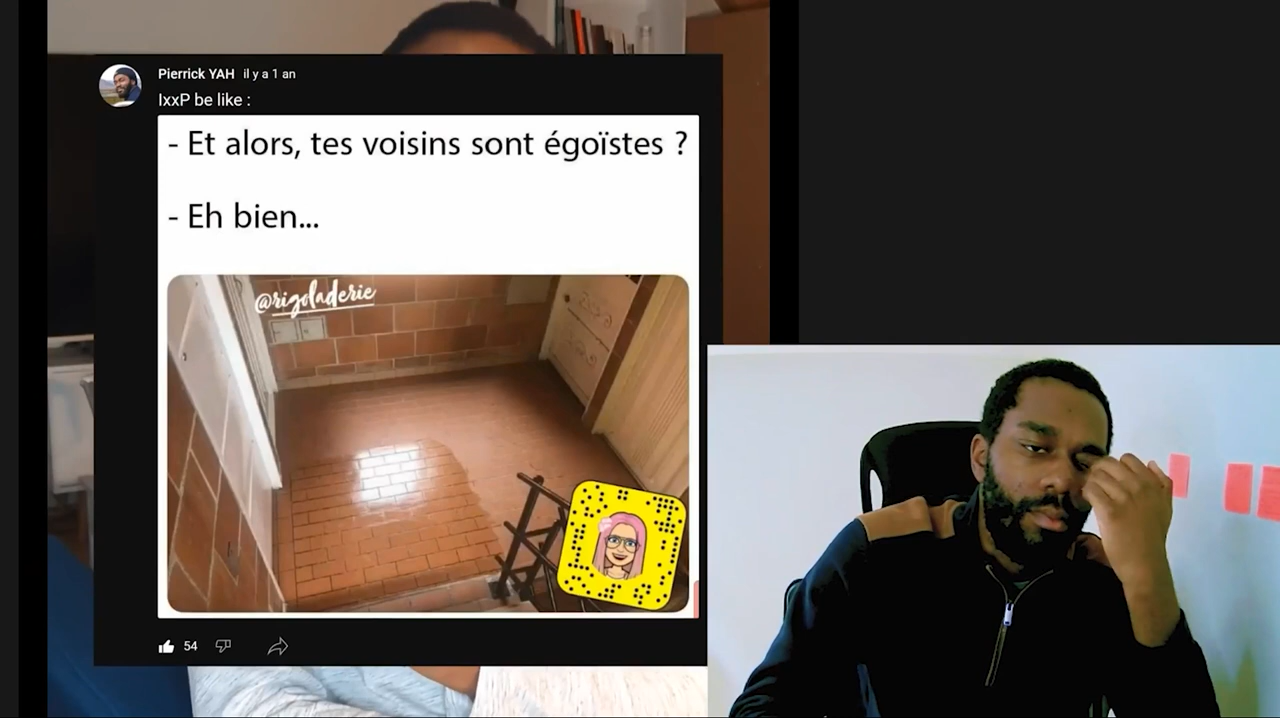 Pierrick YAH il y a 1 an
IxxP be like :
- Et alors, tes voisins sont égoïstes ?
- Eh bien...
@rigoladerie
54